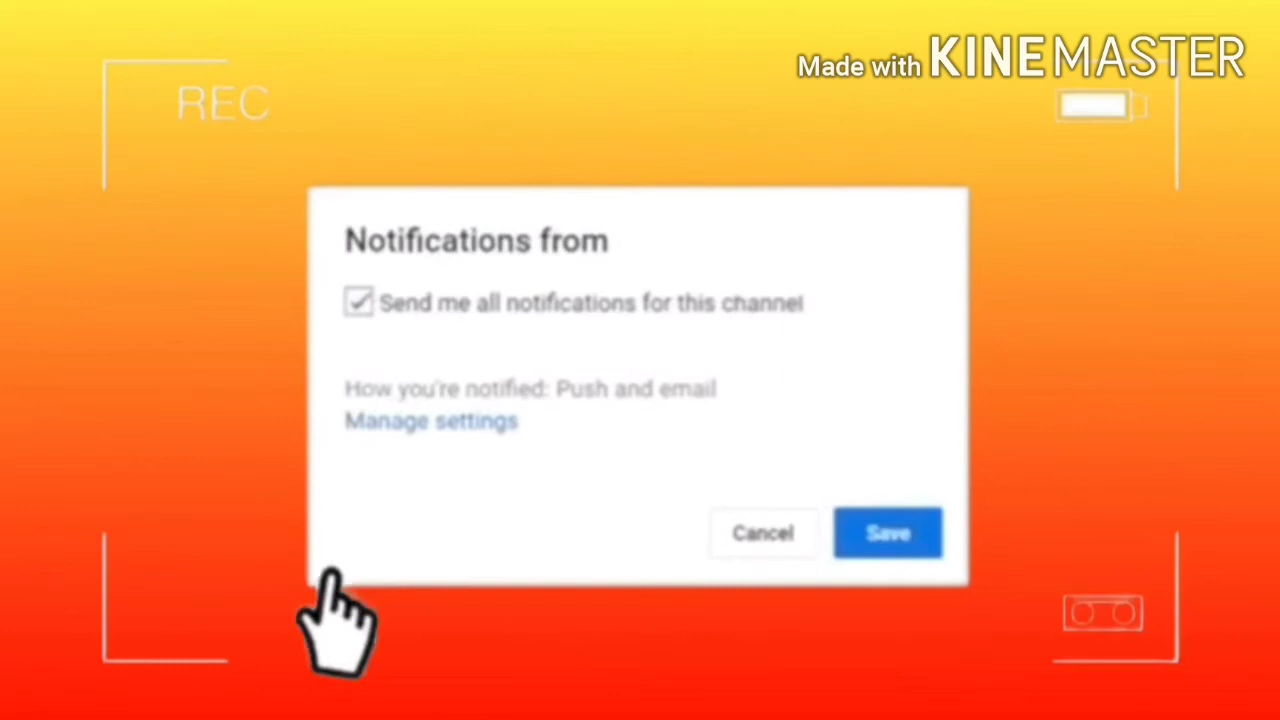 Made with KINEMASTER
REC
Notifications from
Send me all notifications for this channel
How you're notified: Push and email
Manage settings
Cancel
Save